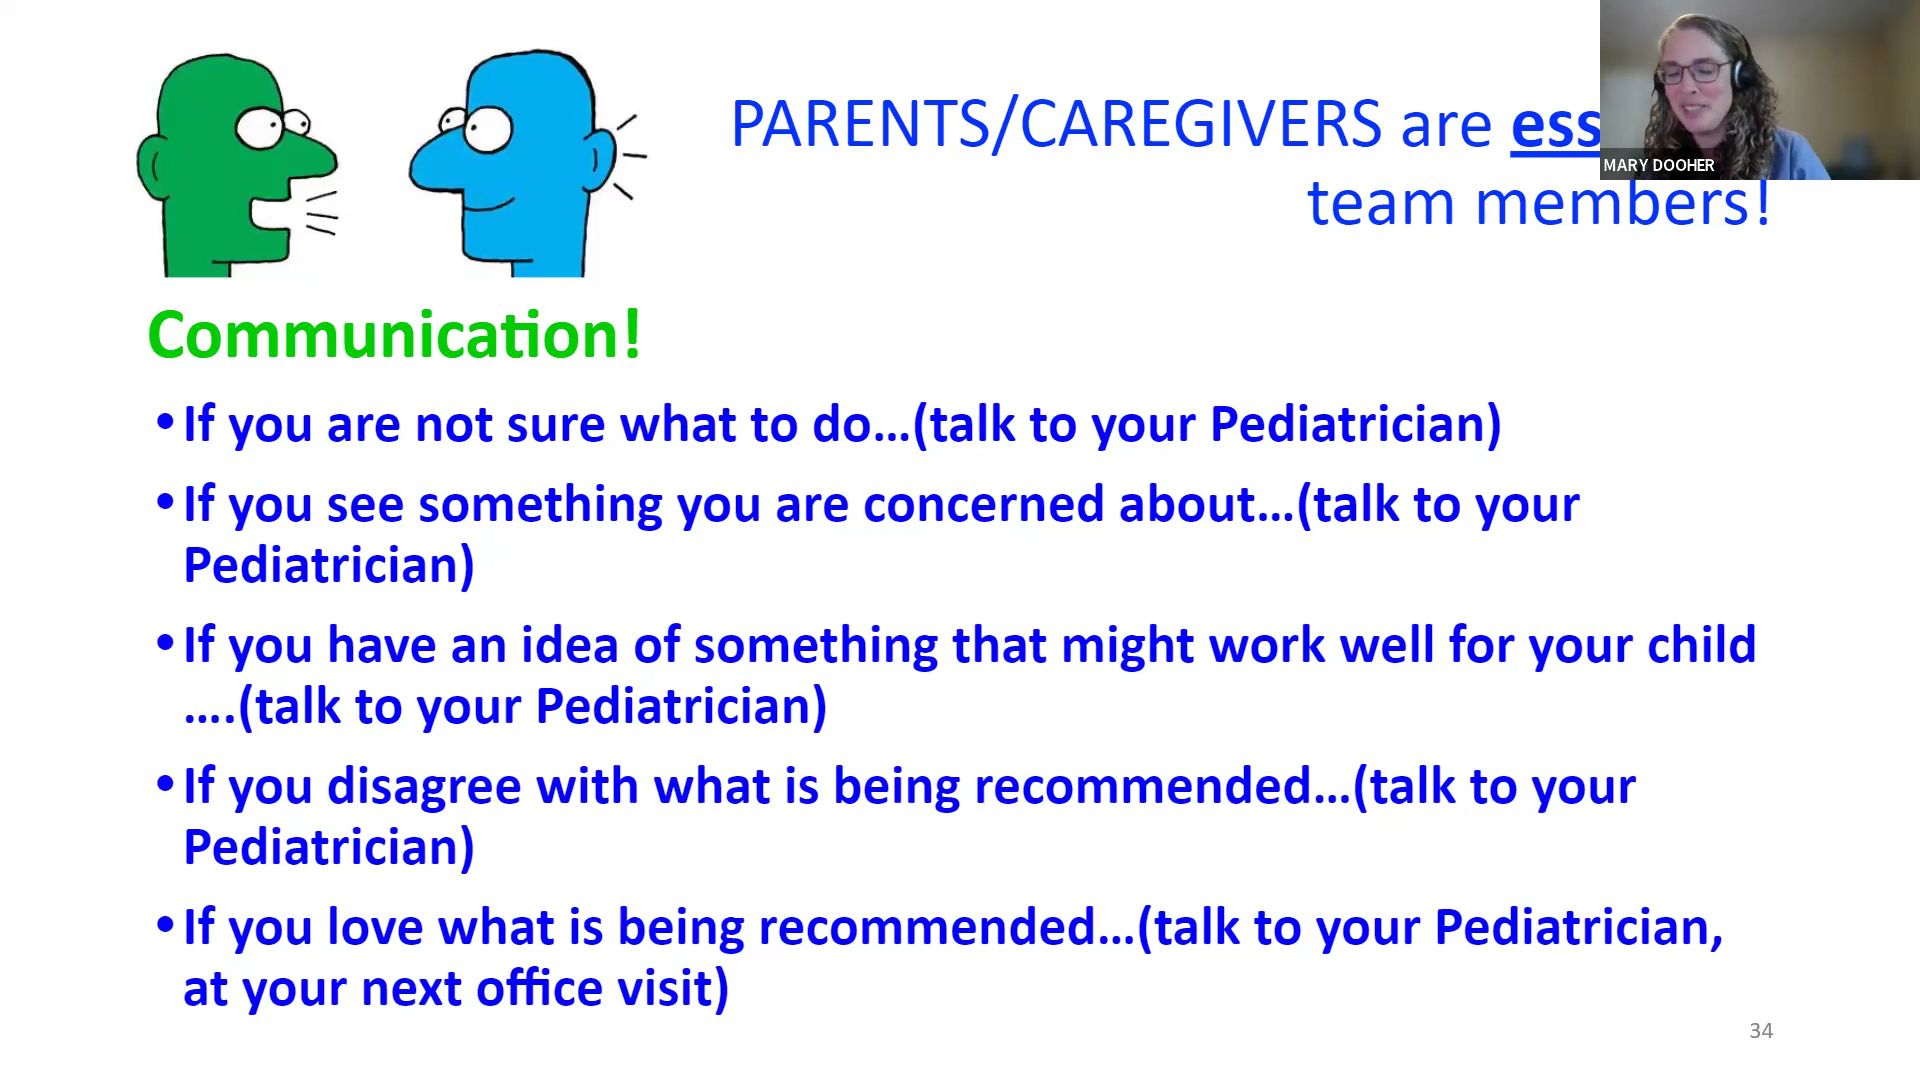 PARENTS/CAREGIVERS are ess
MARY DOOHER
team members!
Communication!
•If you are not sure what to do...(talk to your Pediatrician)
•If you see something you are concerned about...(talk to your
Pediatrician)
•If you have an idea of something that might work well for your child
....(talk to your Pediatrician)
•If you disagree with what is being recommended...(talk to your
Pediatrician)
•If you love what is being recommended...(talk to your Pediatrician,
at your next office visit)
34